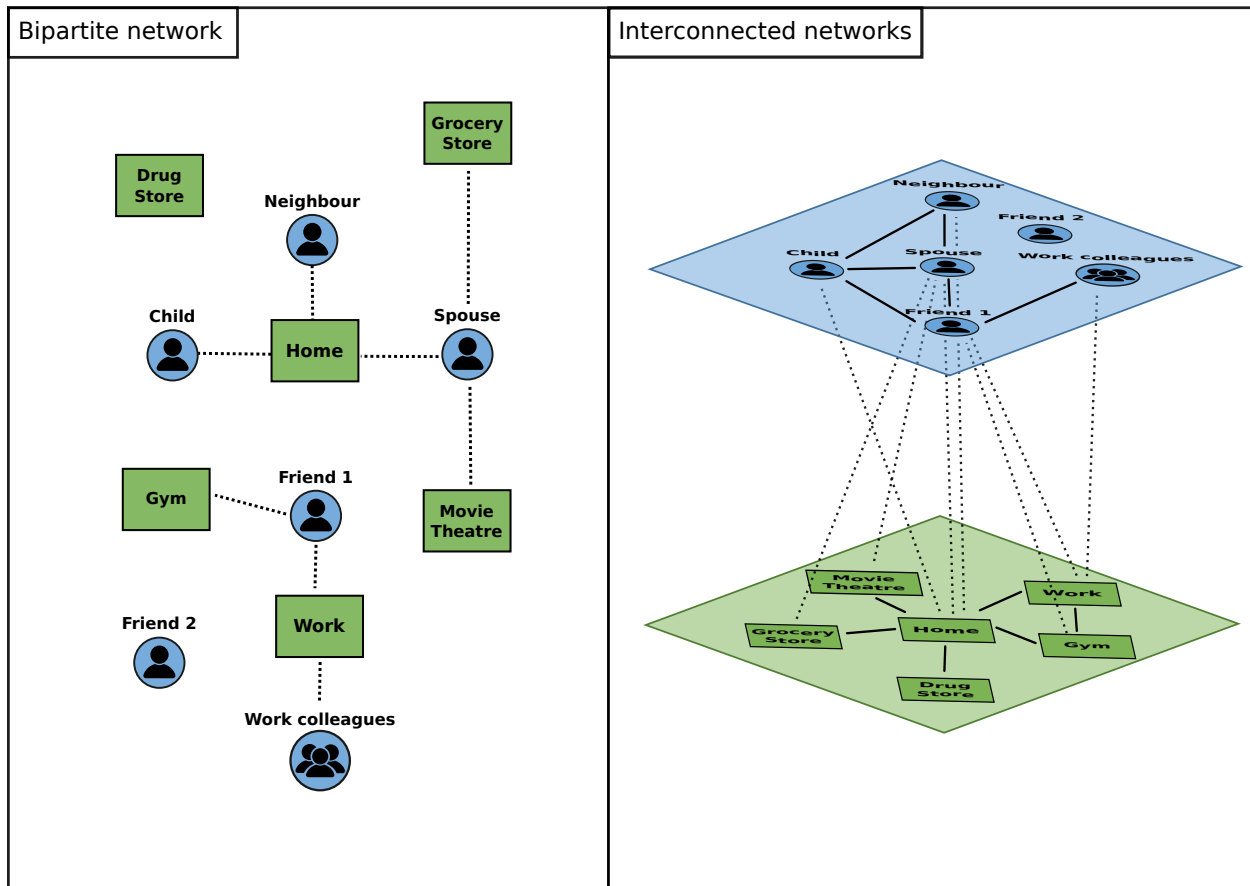 Bipartite network
Grocery
Store
Drug
Store
Neighbour
Child
Home
Spouse
Gym
Friend 1
Movie
Theatre
Friend 2
Work
Work colleagues
Interconnected networks
Neighbour
Friend 2
Child
Spouse
Work colleagues
Friend 1
Movie
Theatre
Work
Grocery
Store
Home
Gym
Drug
Store